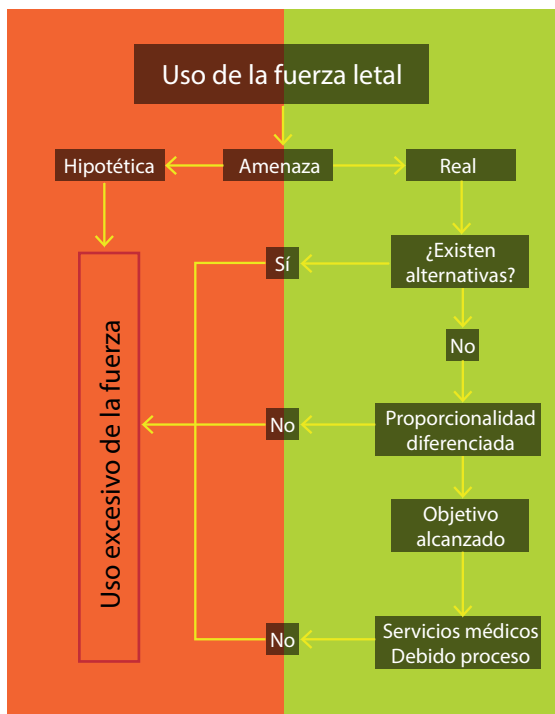 Uso de la fuerza letal
Hipotética
Amenaza
Real
Sí
¿Existen
alternativas?
No
Uso excesivo de la fuerza
No
Proporcionalidad
diferenciada
Objetivo
alcanzado
No
Servicios médicos
Debido proceso